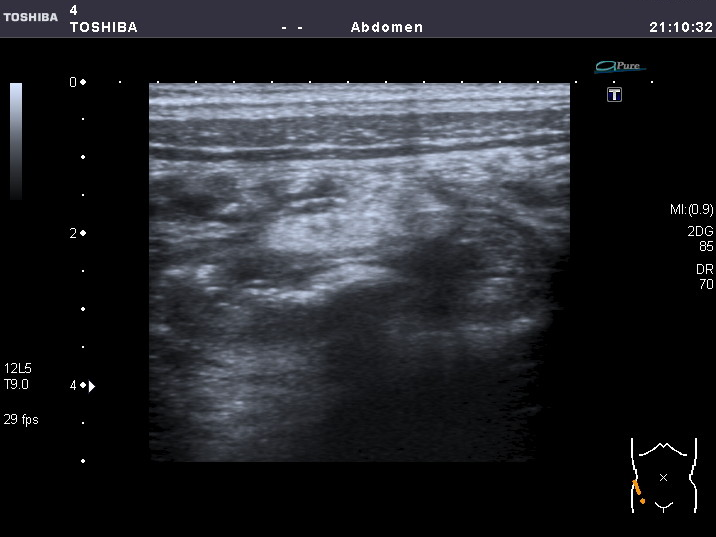 TOSHIBA
4
TOSHIBA - - Abdomen 21:10:32
aPure
T
0
2
4
MI:(0.9)
2DG
85
DR
70
12L5
T9.0
29 fps